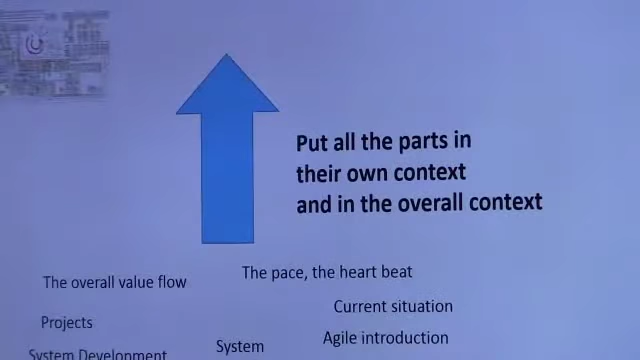 Put all the parts in
their own context
and in the overall context
The pace, the heart beat
The overall value flow
Current situation
Projects
Agile introduction
System
System Development